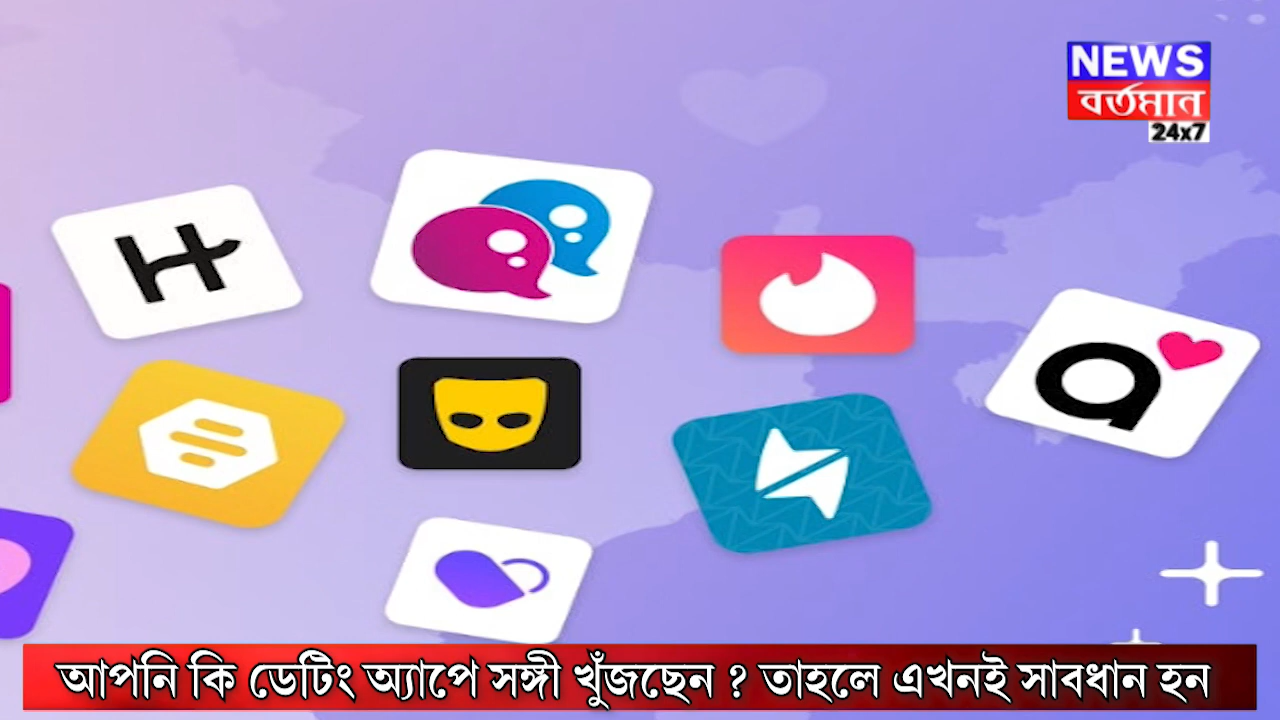 NEWS
বর্তমান
24x7
আপনি কি ডেটিং অ্যাপে সঙ্গী খুঁজছেন ? তাহলে এখনই সাবধান হন